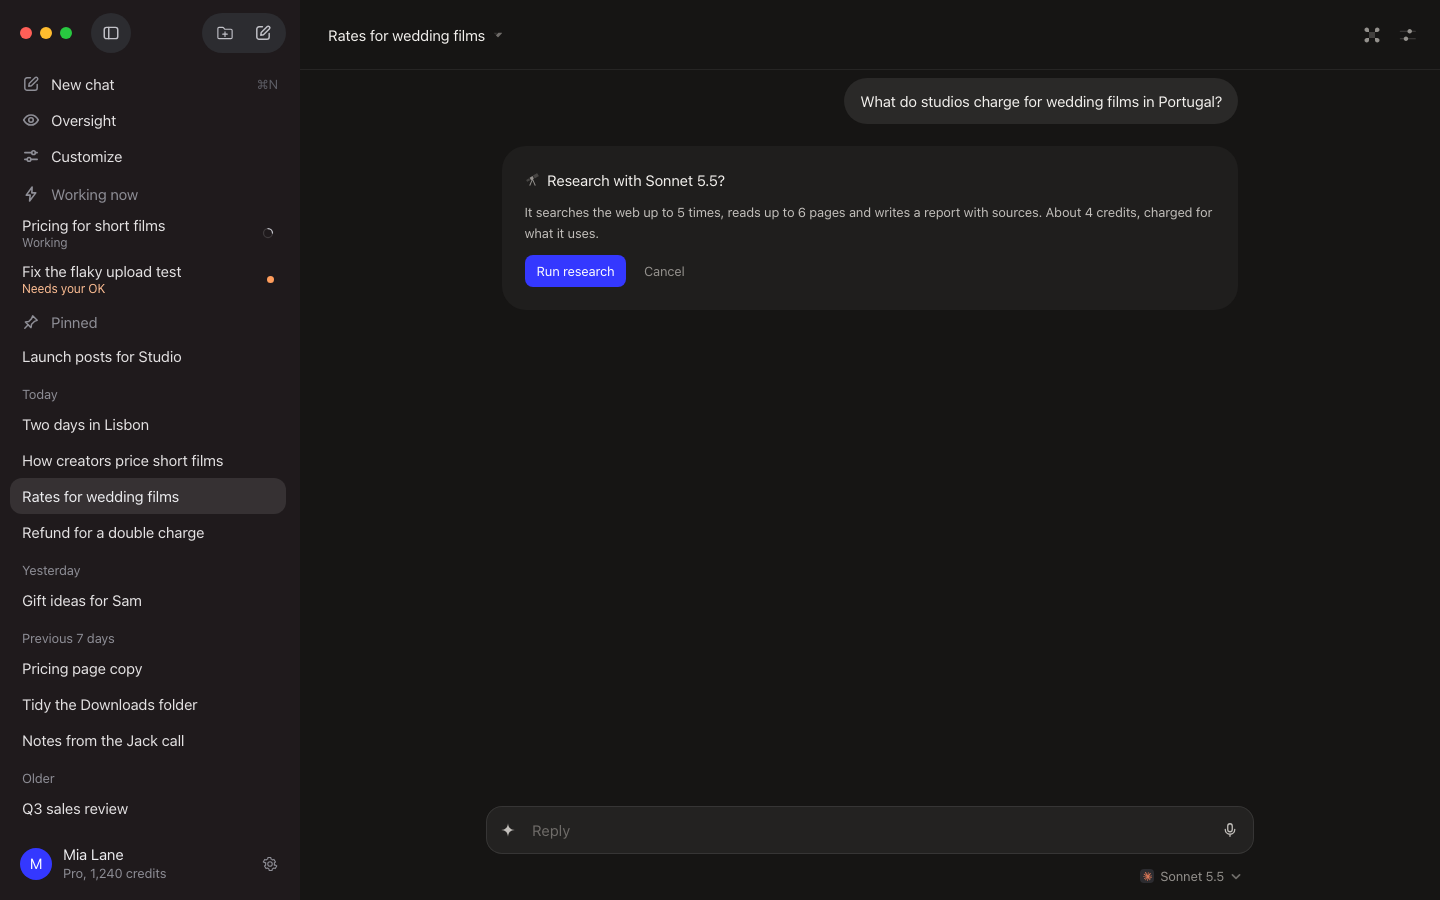 New chat
⌘N
Oversight
Customize
Working now
Pricing for short films
Working
Fix the flaky upload test
Needs your OK
Pinned
Launch posts for Studio
Today
Two days in Lisbon
How creators price short films
Rates for wedding films
Refund for a double charge
Yesterday
Gift ideas for Sam
Previous 7 days
Pricing page copy
Tidy the Downloads folder
Notes from the Jack call
Older
Q3 sales review
M
Mia Lane
Pro, 1,240 credits
Rates for wedding films
What do studios charge for wedding films in Portugal?
Research with Sonnet 5.5?
It searches the web up to 5 times, reads up to 6 pages and writes a report with sources. About 4 credits, charged for
what it uses.
Run research
Cancel
Reply
Sonnet 5.5